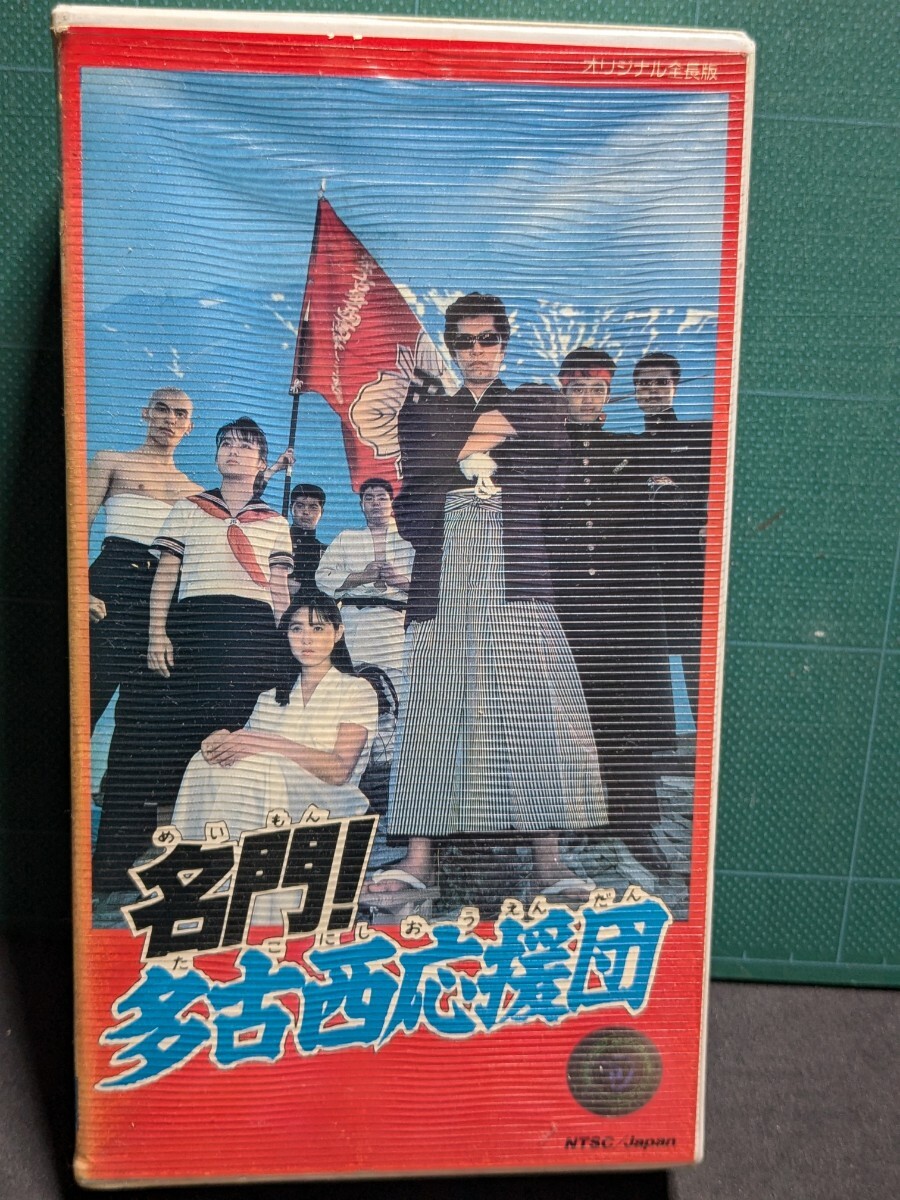 オリジナル全長版
めいもん
名門!
たこにしおうえんだん
多古西応援団
NTSC/Japan